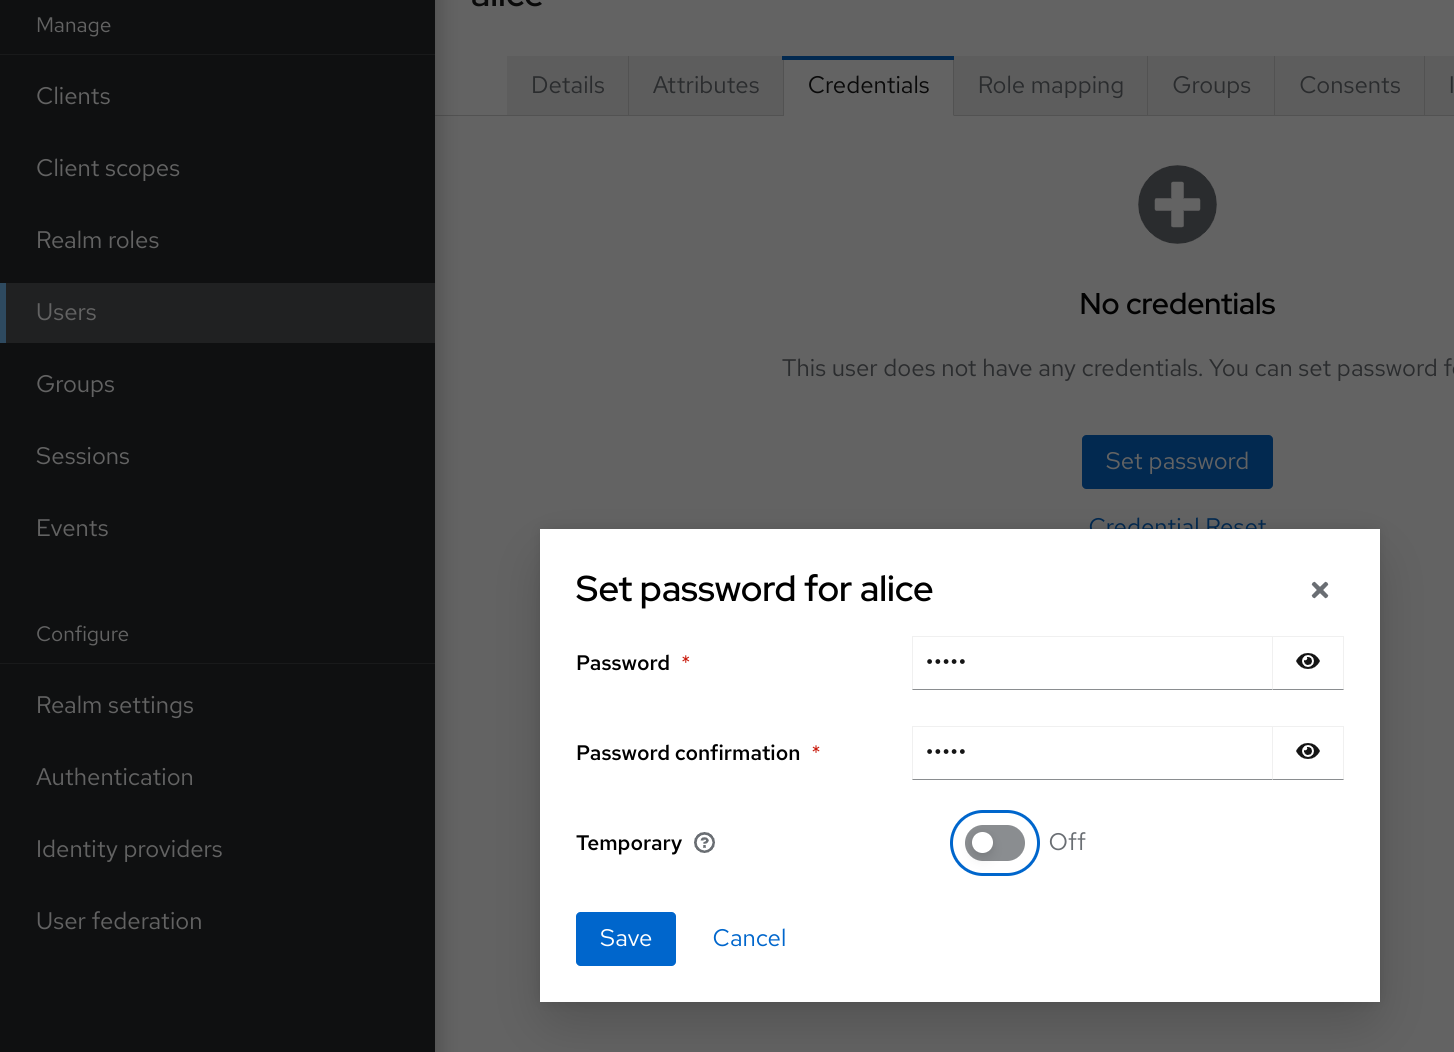 alice
Manage
Clients
Client scopes
Realm roles
Users
Groups
Sessions
Events
Configure
Realm settings
Authentication
Identity providers
User federation
Details
Attributes
Credentials
Role mapping
Groups
Consents
No credentials
This user does not have any credentials. You can set password
Set password
Credential Reset
Set password for alice
Password *
Password confirmation *
Temporary
Off
Save
Cancel